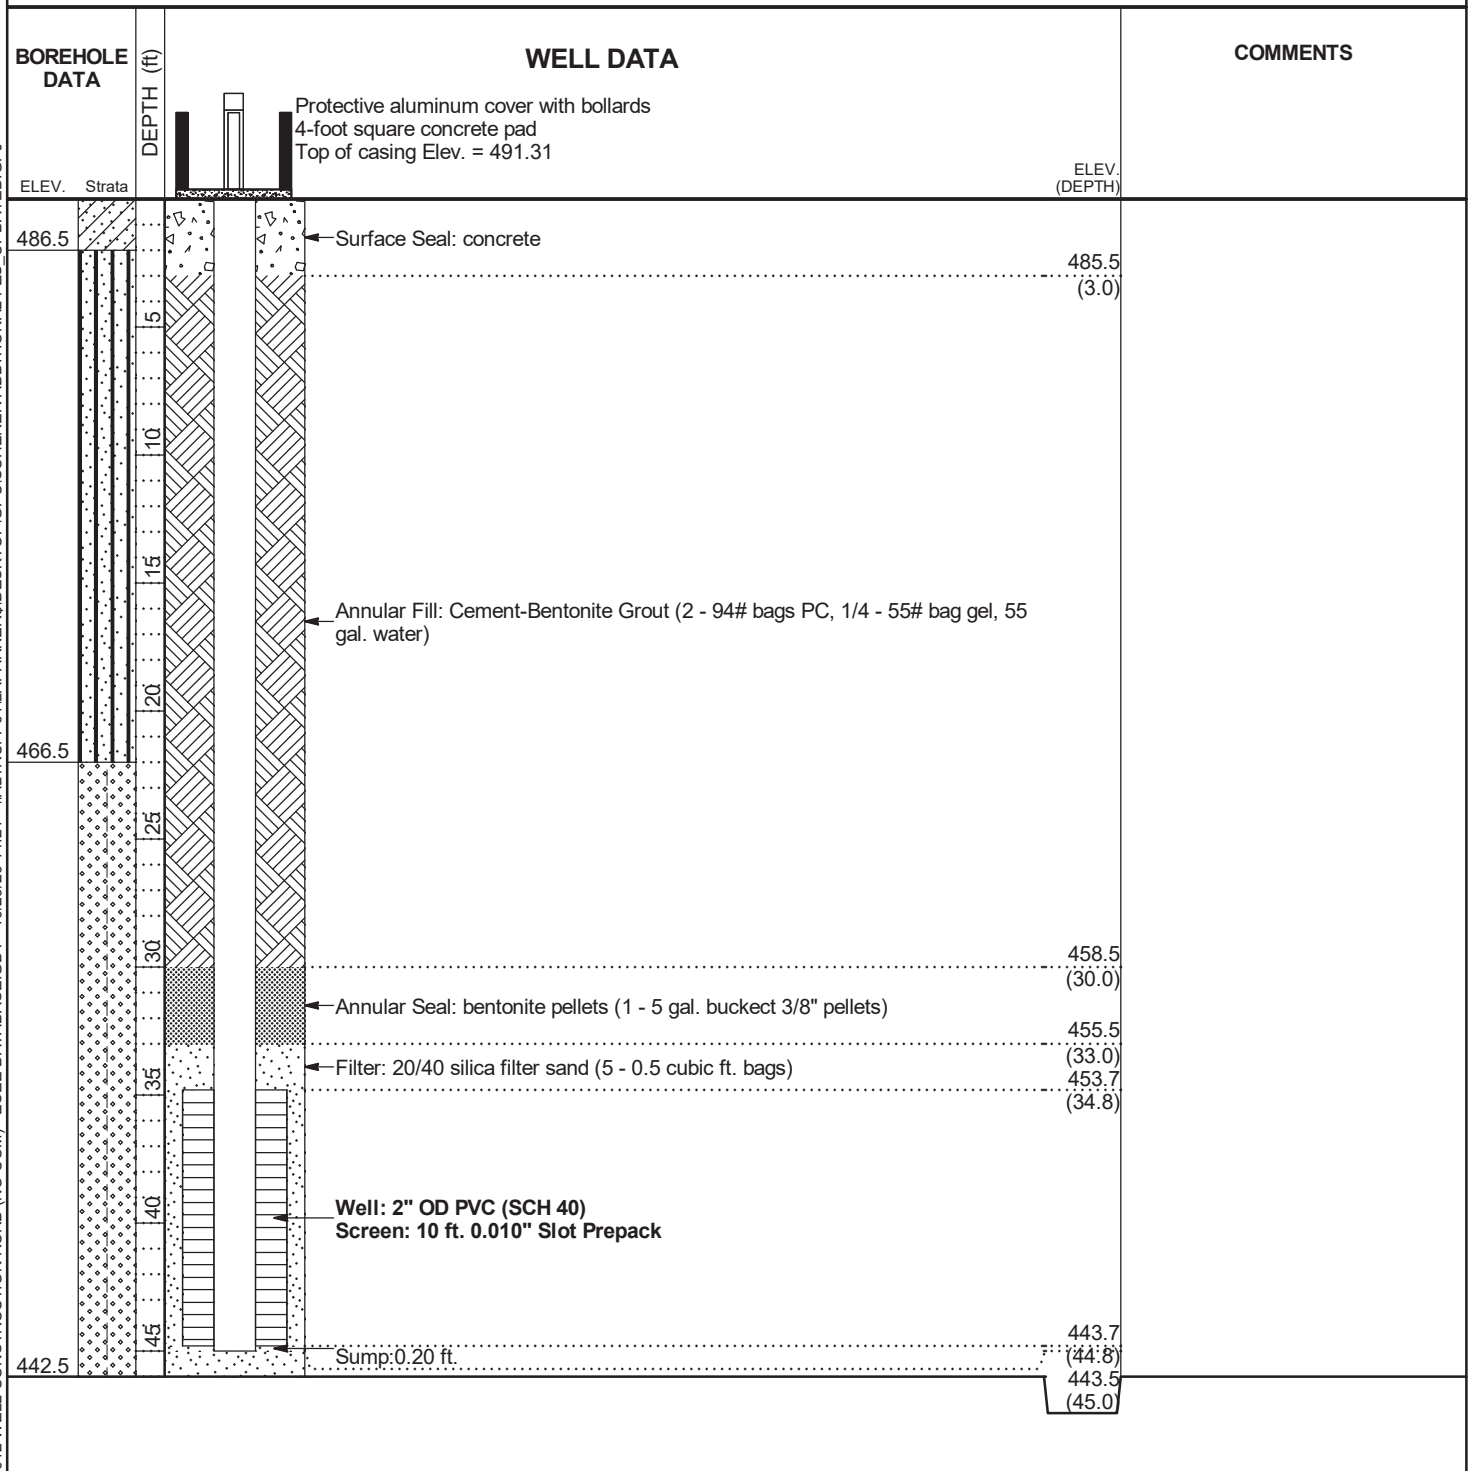 BOREHOLE
DATA
DEPTH (ft)
WELL DATA
COMMENTS
Protective aluminum cover with bollards
4-foot square concrete pad
Top of casing Elev. = 491.31
ELEV. Strata
ELEV.
(DEPTH)
486.5
Surface Seal: concrete
485.5
(3.0)
5
10
15
Annular Fill: Cement-Bentonite Grout (2 - 94# bags PC, 1/4 - 55# bag gel, 55
gal. water)
20
466.5
25
30
458.5
(30.0)
Annular Seal: bentonite pellets (1 - 5 gal. buckect 3/8" pellets)
455.5
(33.0)
Filter: 20/40 silica filter sand (5 - 0.5 cubic ft. bags)
453.7
(34.8)
35
Well: 2" OD PVC (SCH 40)
Screen: 10 ft. 0.010" Slot Prepack
40
45
443.7
(44.8)
Sump:0.20 ft.
442.5
443.5
(45.0)